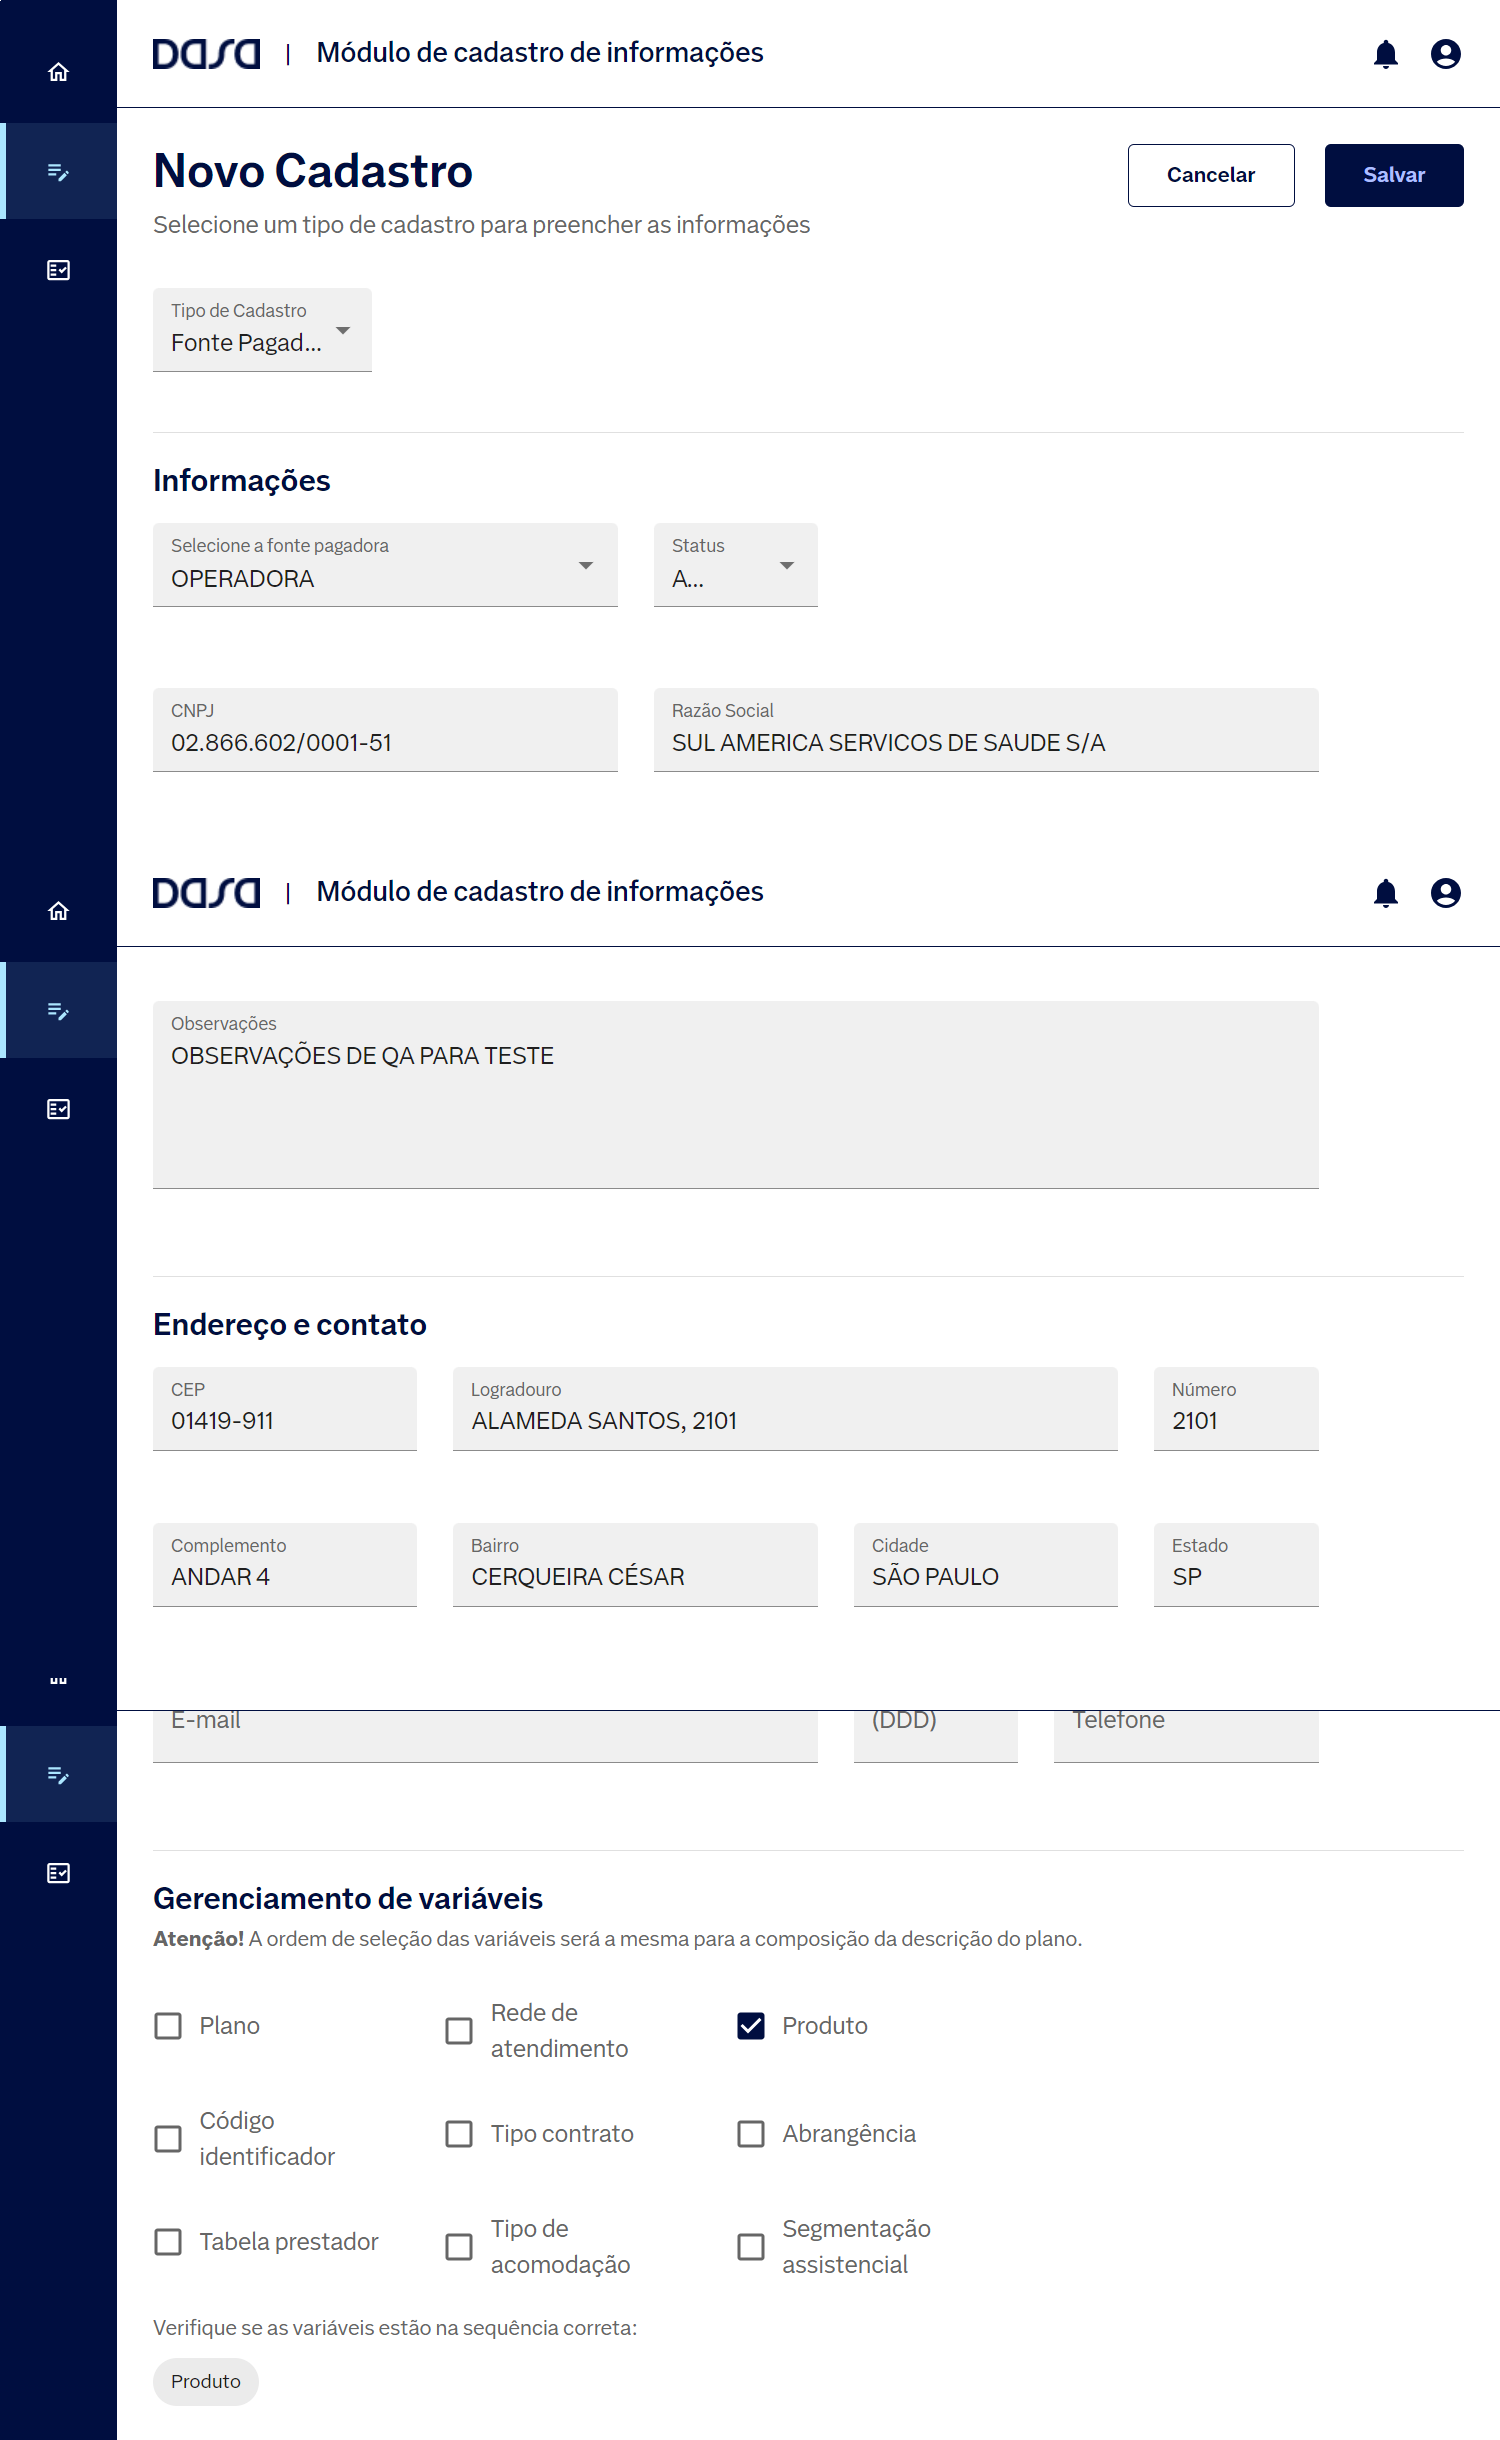 Dasa | Módulo de cadastro de informações
Novo Cadastro
Cancelar
Salvar
Selecione um tipo de cadastro para preencher as informações
Tipo de Cadastro
Fonte Pagad...
Informações
Selecione a fonte pagadora
OPERADORA
Status
A...
CNPJ
02.866.602/0001-51
Razão Social
SUL AMERICA SERVICOS DE SAUDE S/A
Dasa | Módulo de cadastro de informações
Observações
OBSERVAÇÕES DE QA PARA TESTE
Endereço e contato
CEP
01419-911
Logradouro
ALAMEDA SANTOS, 2101
Número
2101
Complemento
ANDAR 4
Bairro
CERQUEIRA CÉSAR
Cidade
SÃO PAULO
Estado
SP
E-mail
(DDD)
Telefone
Gerenciamento de variáveis
Atenção! A ordem de seleção das variáveis será a mesma para a composição da descrição do plano.
Plano
Rede de
atendimento
Produto
Código
identificador
Tipo contrato
Abrangência
Tabela prestador
Tipo de
acomodação
Segmentação
assistencial
Verifique se as variáveis estão na sequência correta:
Produto